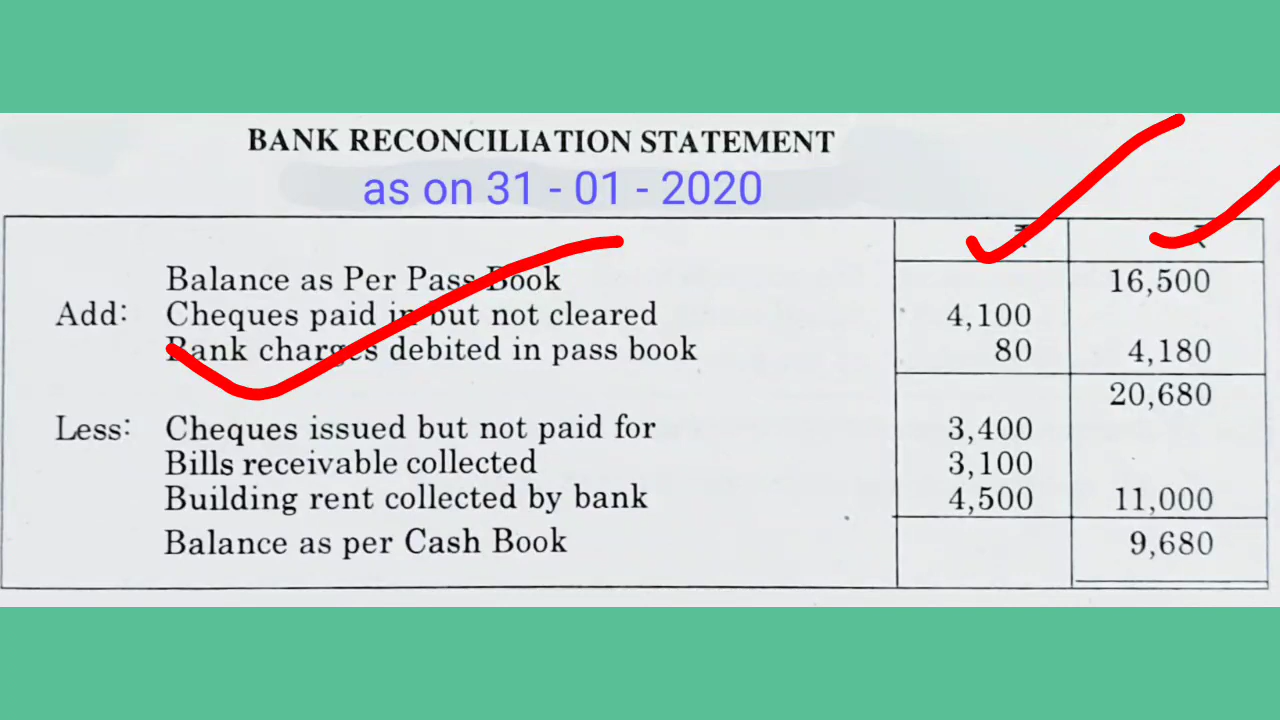 BANK RECONCILIATION STATEMENT
as on 31 - 01 - 2020
₹ ₹
Balance as Per Pass Book 16,500
Add: Cheques paid in but not cleared 4,100
Bank charges debited in pass book 80 4,180
20,680
Less: Cheques issued but not paid for 3,400
Bills receivable collected 3,100
Building rent collected by bank 4,500 11,000
Balance as per Cash Book 9,680